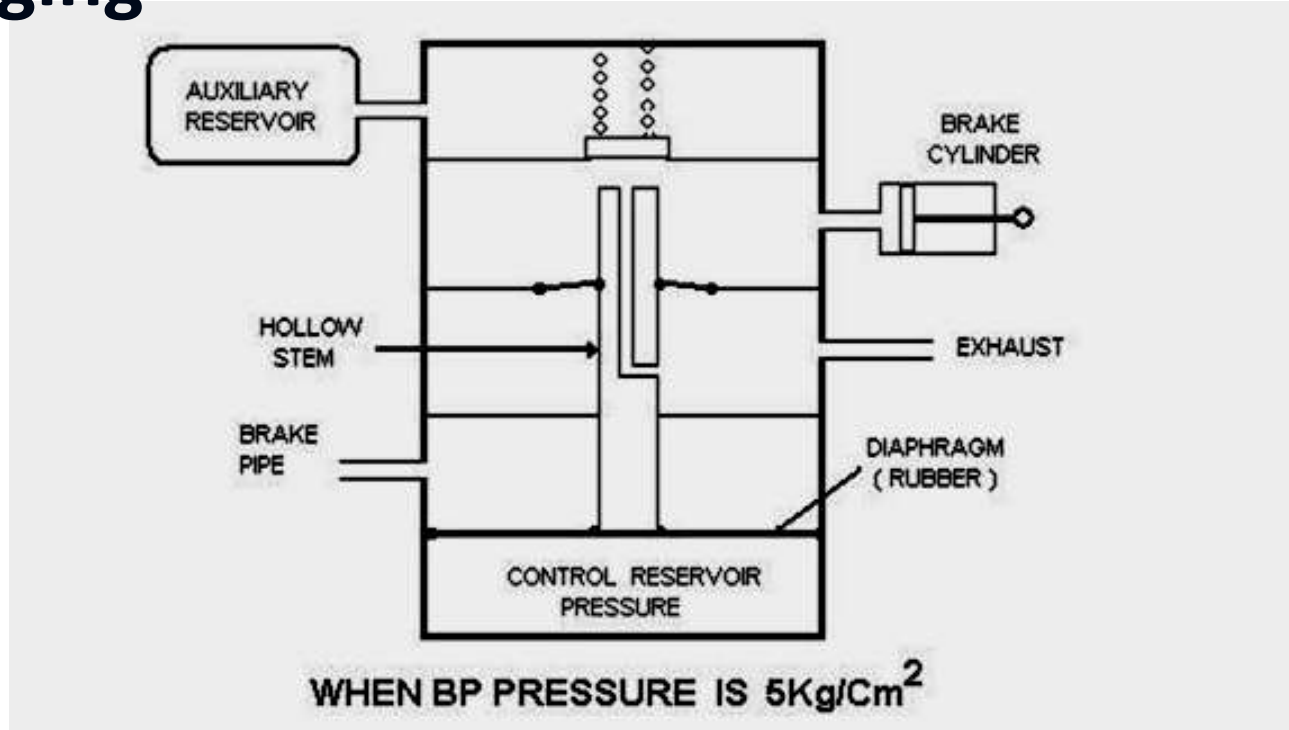 AUXILIARY
RESERVOIR
BRAKE
CYLINDER
HOLLOW
STEM
EXHAUST
BRAKE
PIPE
DIAPHRAGM
( RUBBER )
CONTROL RESERVOIR
PRESSURE
WHEN BP PRESSURE IS 5Kg/Cm²